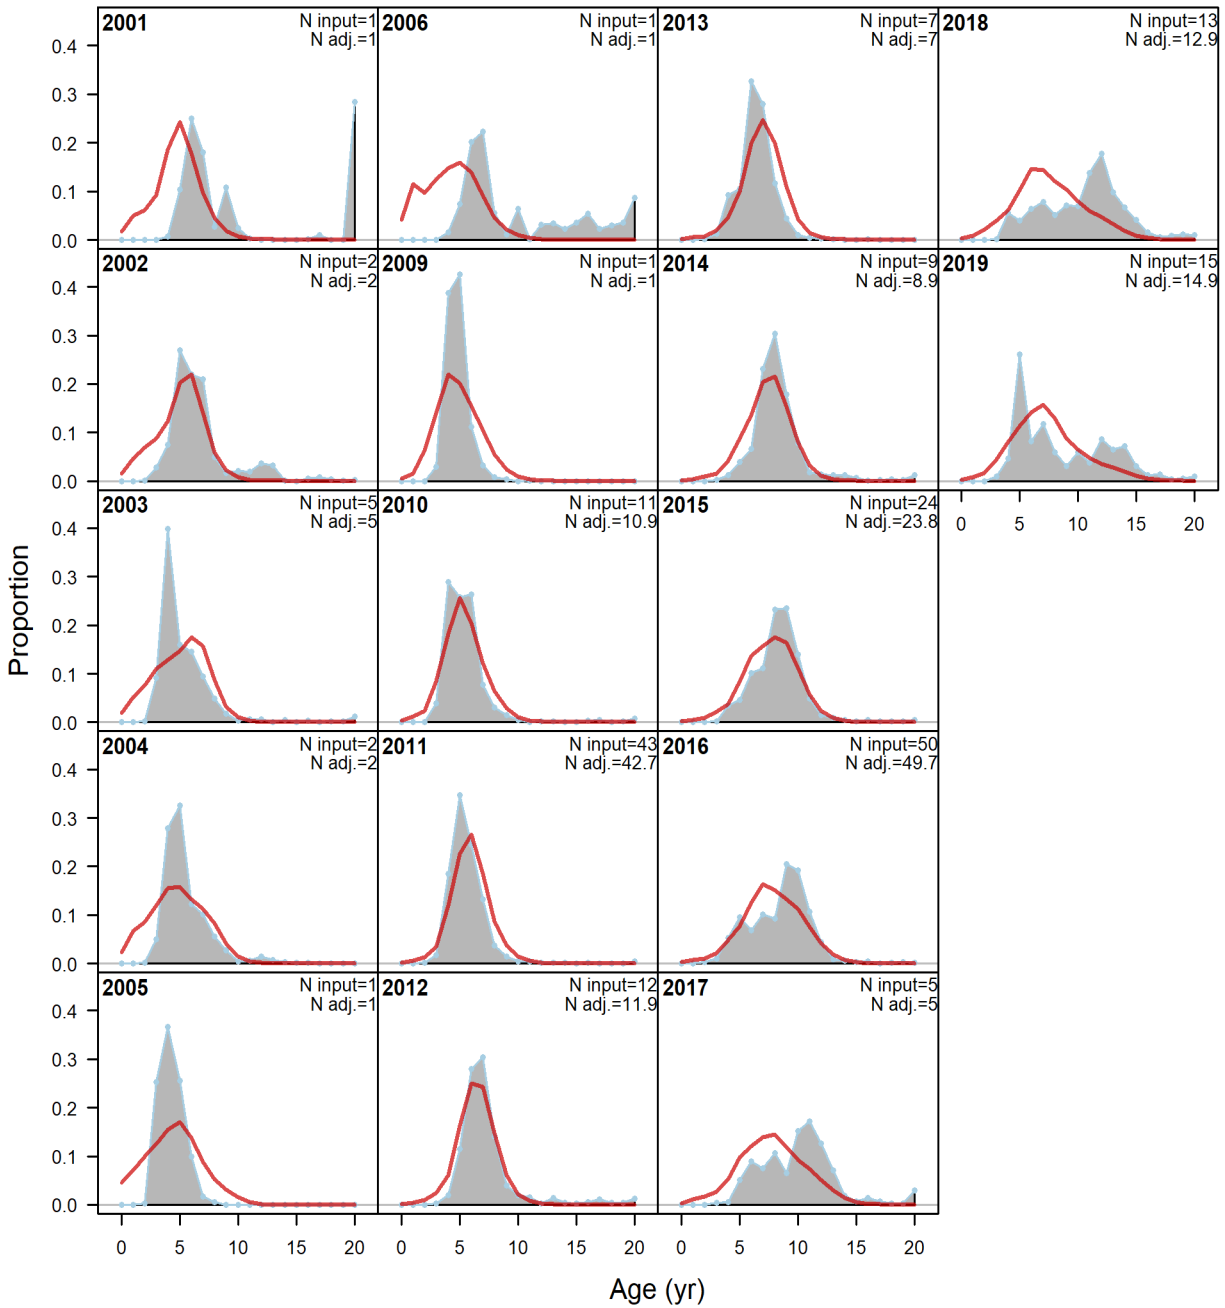 2001 N input=1
N adj.=1
2006 N input=1
N adj.=1
2013 N input=7
N adj.=7
2018 N input=13
N adj.=12.9
0.4
0.3
0.2
0.1
0.0
2002 N input=2
N adj.=2
2009 N input=1
N adj.=1
2014 N input=9
N adj.=8.9
2019 N input=15
N adj.=14.9
0.4
0.3
0.2
0.1
0.0
2003 N input=5
N adj.=5
2010 N input=11
N adj.=10.9
2015 N input=24
N adj.=23.8
0 5 10 15 20
0.4
0.3
0.2
0.1
0.0
Proportion
2004 N input=2
N adj.=2
2011 N input=43
N adj.=42.7
2016 N input=50
N adj.=49.7
0.4
0.3
0.2
0.1
0.0
2005 N input=1
N adj.=1
2012 N input=12
N adj.=11.9
2017 N input=5
N adj.=5
0.4
0.3
0.2
0.1
0.0
0 5 10 15 20 0 5 10 15 20 0 5 10 15 20
Age (yr)